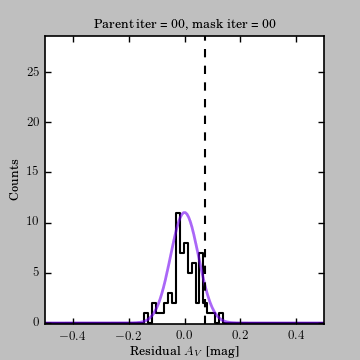 Parent iter = 00, mask iter = 00
25
20
15
10
5
0
Counts
−0.4 −0.2 0.0 0.2 0.4
Residual A_V [mag]